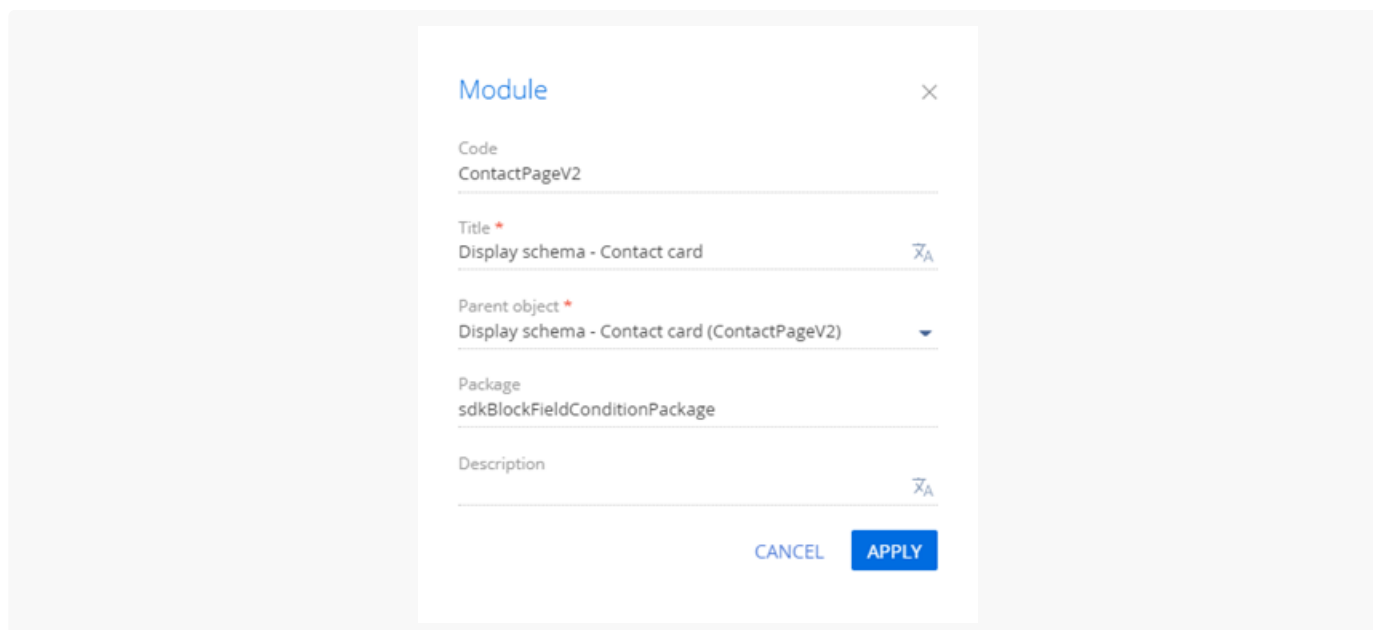 Module
Code
ContactPageV2
Title *
Display schema - Contact card
Parent object *
Display schema - Contact card (ContactPageV2)
Package
sdkBlockFieldConditionPackage
Description
CANCEL APPLY